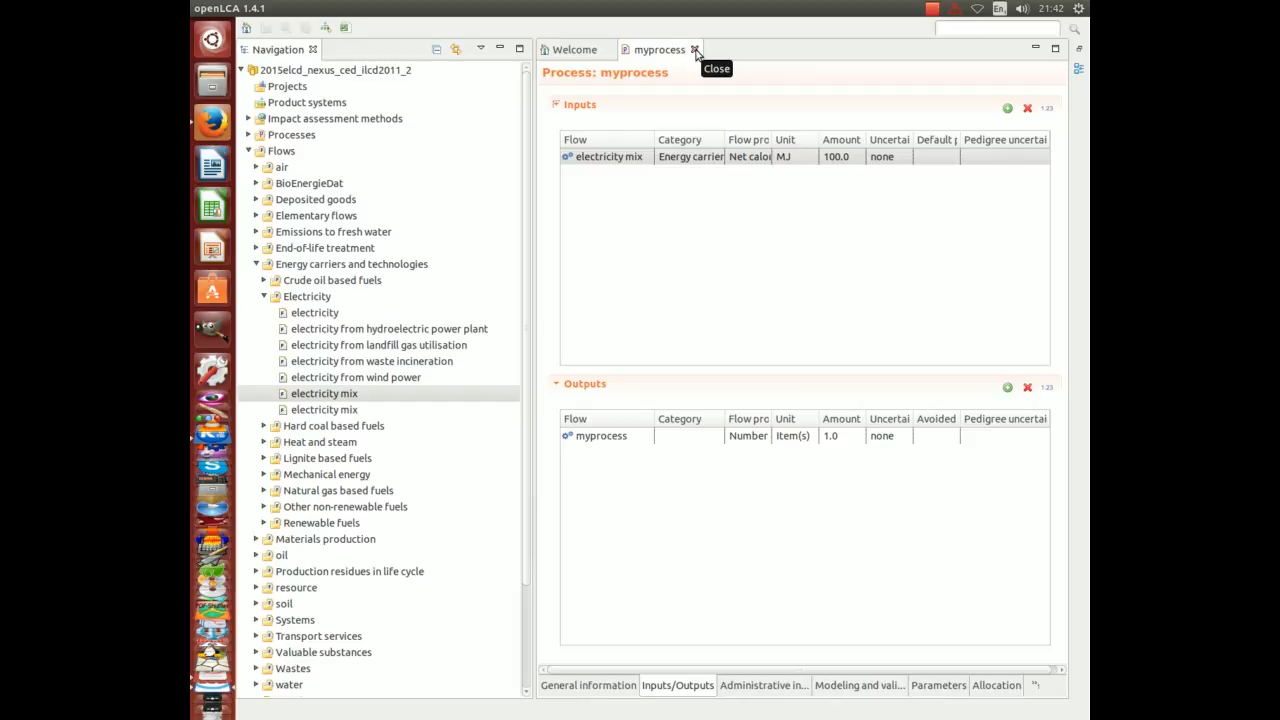 openLCA 1.4.1
En
21:42
Navigation
2015elcd_nexus_ced_ilcd2011_2
Projects
Product systems
Impact assessment methods
Processes
Flows
air
BioEnergieDat
Deposited goods
Elementary flows
Emissions to fresh water
End-of-life treatment
Energy carriers and technologies
Crude oil based fuels
Electricity
electricity
electricity from hydroelectric power plant
electricity from landfill gas utilisation
electricity from waste incineration
electricity from wind power
electricity mix
electricity mix
Hard coal based fuels
Heat and steam
Lignite based fuels
Mechanical energy
Natural gas based fuels
Other non-renewable fuels
Renewable fuels
Materials production
oil
Production residues in life cycle
resource
soil
Systems
Transport services
Valuable substances
Wastes
water
Welcome
myprocess
Close
Process: myprocess
Inputs
1.23
Flow Category Flow pro Unit Amount Uncertai Default p Pedigree uncertai
electricity mix Energy carrier Net calor MJ 100.0 none
Outputs
1.23
Flow Category Flow pro Unit Amount Uncertai Avoided Pedigree uncertai
myprocess Number Item(s) 1.0 none
General information Inputs/Outputs Administrative in... Modeling and valid Parameters Allocation